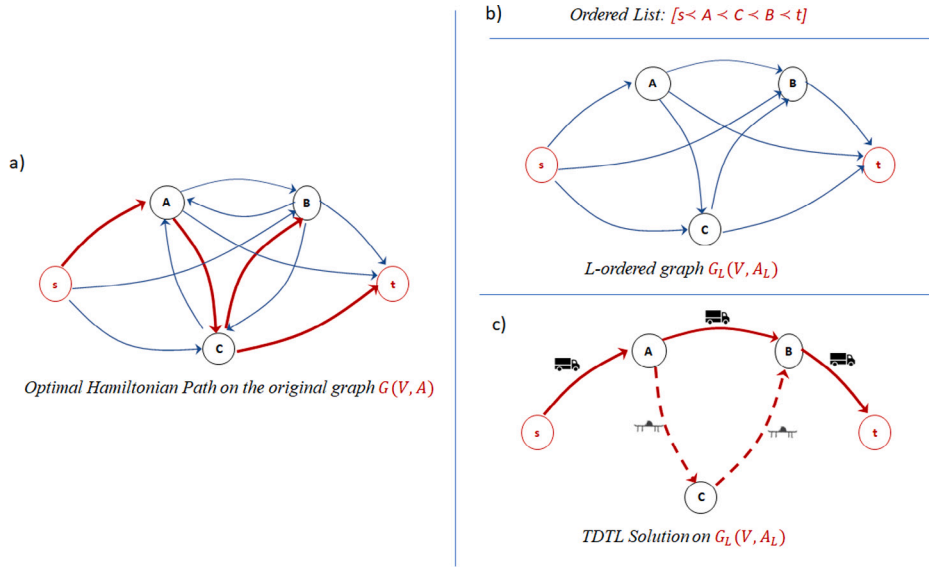 a)
A
B
s
t
C
Optimal Hamiltonian Path on the original graph G(V, A)
b)
Ordered List: [s≺ A ≺ C ≺ B ≺ t]
A
B
s
t
C
L-ordered graph G_L(V, A_L)
c)
A
B
s
t
C
TDTL Solution on G_L(V, A_L)